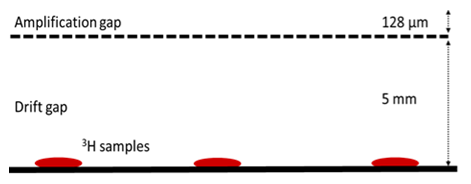 Amplification gap 128 µm
Drift gap 5 mm
³H samples